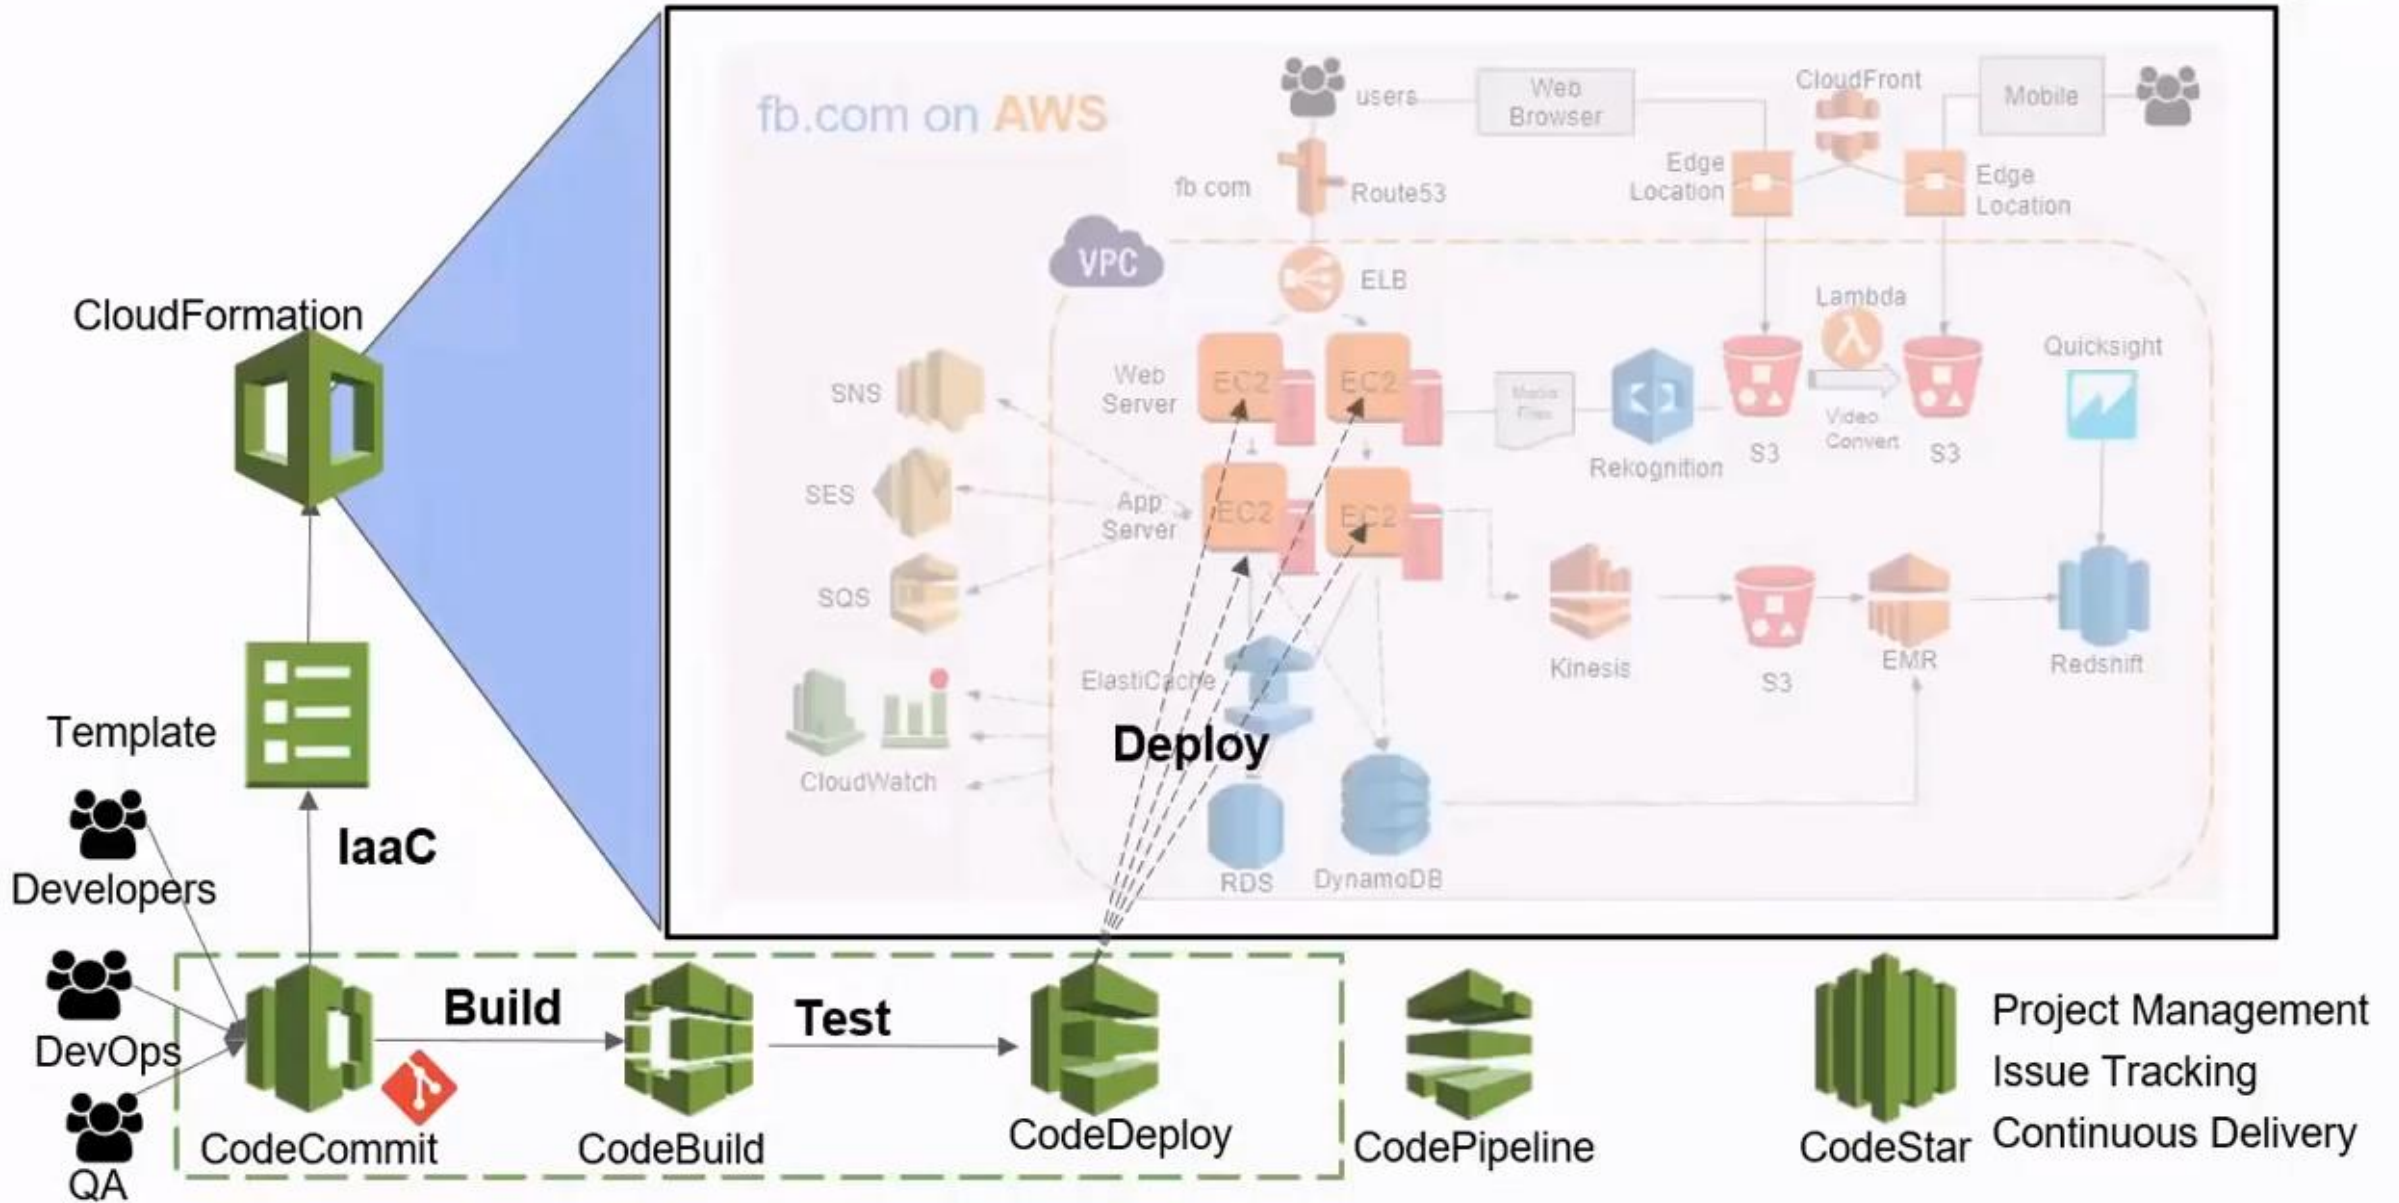 fb.com on AWS
users
Web
Browser
CloudFront
Mobile
fb com
Route53
Edge
Location
Edge
Location
VPC
ELB
Lambda
Quicksight
CloudFormation
SNS
Web
Server
EC2
EC2
Media
Files
Rekognition
S3
Video
Convert
S3
SES
App
Server
EC2
EC2
SQS
Kinesis
S3
EMR
Redshift
ElastiCache
Template
Deploy
CloudWatch
RDS
DynamoDB
IaaC
Developers
DevOps
QA
Build
Test
CodeCommit
CodeBuild
CodeDeploy
CodePipeline
CodeStar
Project Management
Issue Tracking
Continuous Delivery